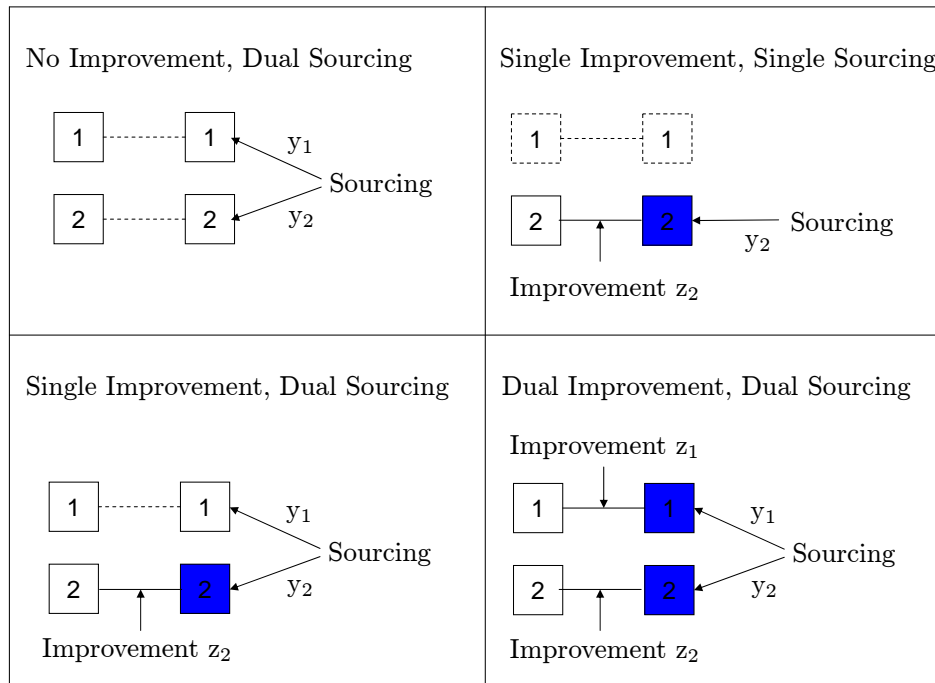 No Improvement, Dual Sourcing
1 1
y1
Sourcing
2 2
y2
Single Improvement, Single Sourcing
1 1
2 2
Sourcing
y2
Improvement z2
Single Improvement, Dual Sourcing
1 1
y1
Sourcing
2 2
y2
Improvement z2
Dual Improvement, Dual Sourcing
Improvement z1
1 1
y1
Sourcing
2 2
y2
Improvement z2